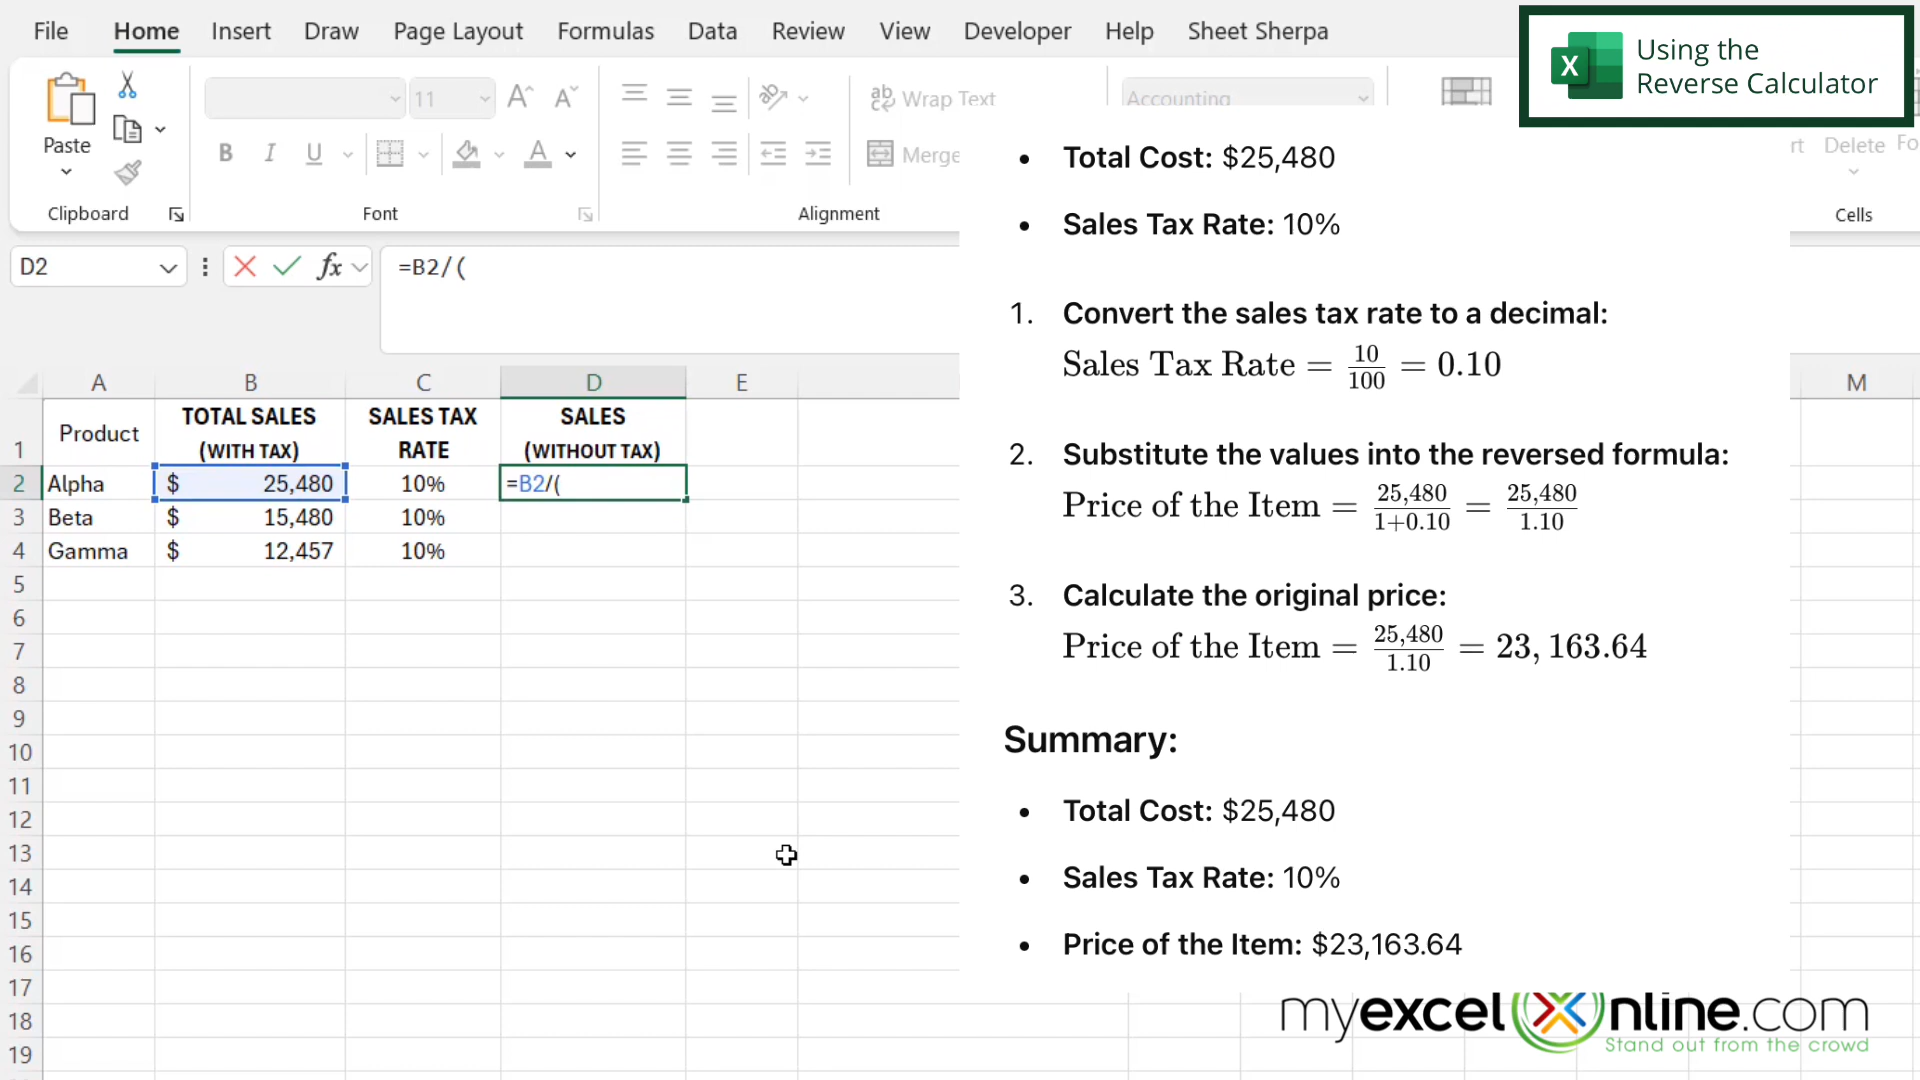 File Home Insert Draw Page Layout Formulas Data Review View Developer Help Sheet Sherpa
X Using the
Reverse Calculator
Paste
11
A A
ab Wrap Text
Accounting
B I U
A
Merge
rt Delete Fo
Clipboard Font Alignment Cells
D2 fx =B2/(
A B C D E M
1 Product TOTAL SALES (WITH TAX) SALES TAX RATE SALES (WITHOUT TAX)
2 Alpha $ 25,480 10% =B2/(
3 Beta $ 15,480 10%
4 Gamma $ 12,457 10%
5
6
7
8
9
10
11
12
13
14
15
16
17
18
19
• Total Cost: $25,480
• Sales Tax Rate: 10%
1. Convert the sales tax rate to a decimal:
Sales Tax Rate = 10/100 = 0.10
2. Substitute the values into the reversed formula:
Price of the Item = 25,480/1+0.10 = 25,480/1.10
3. Calculate the original price:
Price of the Item = 25,480/1.10 = 23,163.64
Summary:
• Total Cost: $25,480
• Sales Tax Rate: 10%
• Price of the Item: $23,163.64
myexcelonline.com
Stand out from the crowd